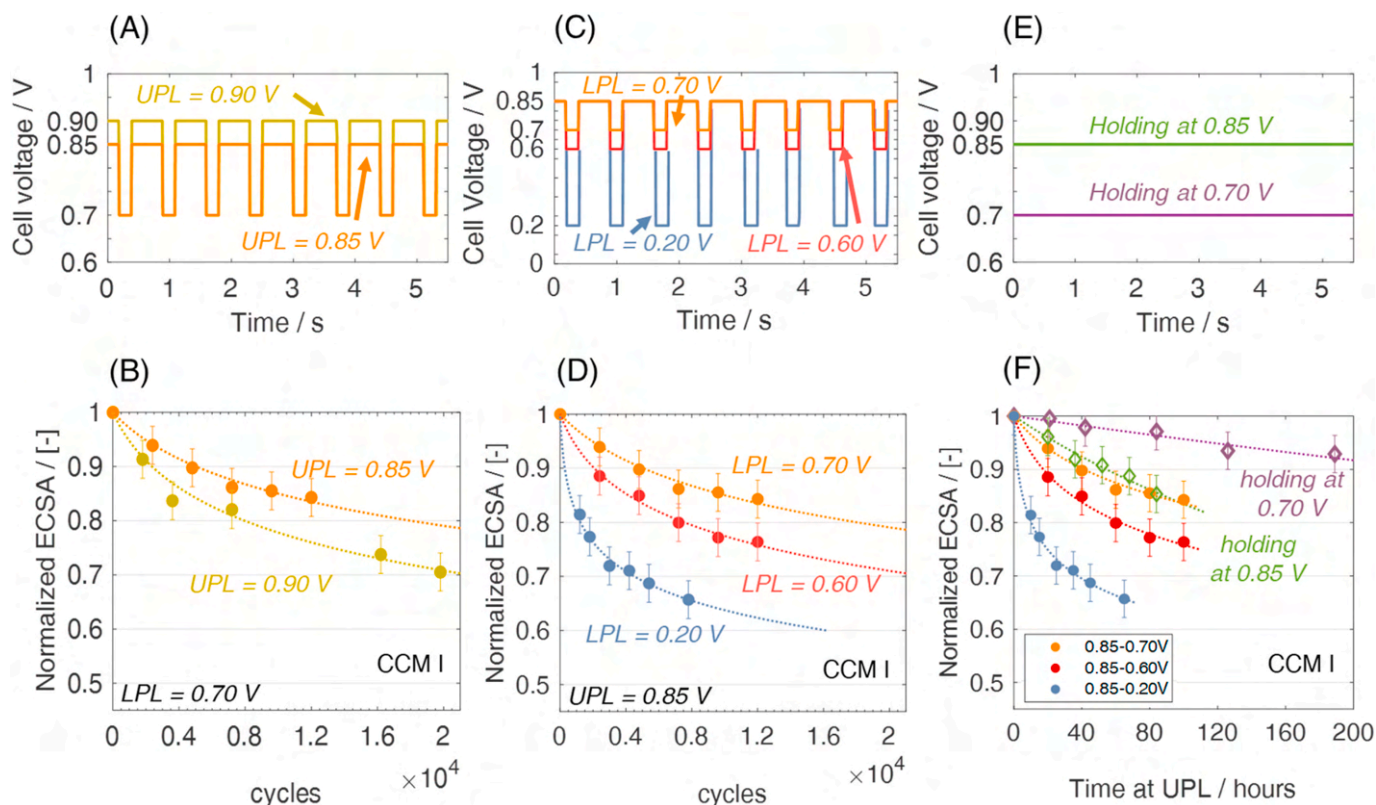 (A)
Cell voltage / V
1
0.90
0.85
0.8
0.7
0.6
UPL = 0.90 V
UPL = 0.85 V
0 1 2 3 4 5
Time / s
(C)
Cell Voltage / V
1
0.85
0.7
0.6
0.2
0
LPL = 0.70 V
LPL = 0.20 V
LPL = 0.60 V
0 1 2 3 4 5
Time / s
(E)
Cell voltage / V
1
0.90
0.85
0.8
0.7
0.6
Holding at 0.85 V
Holding at 0.70 V
0 1 2 3 4 5
Time / s
(B)
Normalized ECSA / [-]
1
0.9
0.8
0.7
0.6
0.5
UPL = 0.85 V
UPL = 0.90 V
CCM I
LPL = 0.70 V
0 0.4 0.8 1.2 1.6 2
×10⁴
cycles
(D)
Normalized ECSA / [-]
1
0.9
0.8
0.7
0.6
0.5
LPL = 0.70 V
LPL = 0.60 V
LPL = 0.20 V
CCM I
UPL = 0.85 V
0 0.4 0.8 1.2 1.6 2
×10⁴
cycles
(F)
Normalized ECSA / [-]
1
0.9
0.8
0.7
0.6
0.5
holding at
0.70 V
holding
at 0.85 V
0.85-0.70V
0.85-0.60V
0.85-0.20V
CCM I
0 40 80 120 160 200
Time at UPL / hours